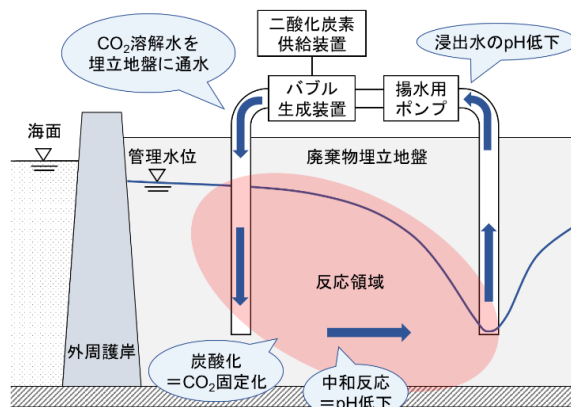 二酸化炭素
供給装置
CO₂溶解水を
埋立地盤に通水
浸出水のpH低下
バブル
生成装置
揚水用
ポンプ
海面
管理水位
廃棄物埋立地盤
反応領域
外周護岸
炭酸化
＝CO₂固定化
中和反応
＝pH低下